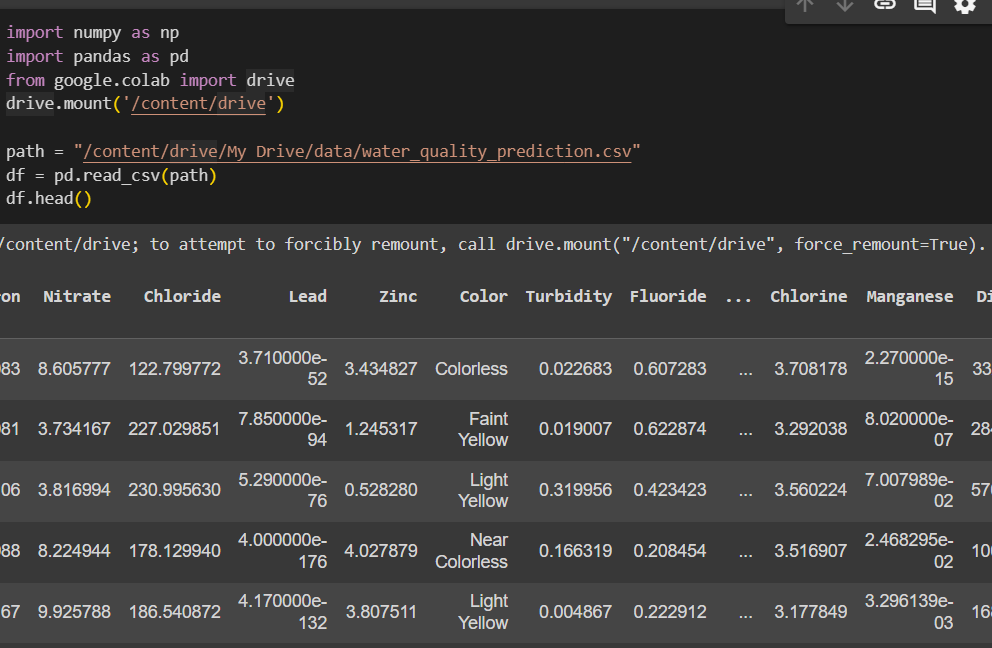 import numpy as np
import pandas as pd
from google.colab import drive
drive.mount('/content/drive')
path = "/content/drive/My Drive/data/water_quality_prediction.csv"
df = pd.read_csv(path)
df.head()
/content/drive; to attempt to forcibly remount, call drive.mount("/content/drive", force_remount=True).
on Nitrate Chloride Lead Zinc Color Turbidity Fluoride ... Chlorine Manganese Di
83 8.605777 122.799772 3.710000e-52 3.434827 Colorless 0.022683 0.607283 ... 3.708178 2.270000e-15 33
81 3.734167 227.029851 7.850000e-94 1.245317 Faint Yellow 0.019007 0.622874 ... 3.292038 8.020000e-07 284
06 3.816994 230.995630 5.290000e-76 0.528280 Light Yellow 0.319956 0.423423 ... 3.560224 7.007989e-02 570
88 8.224944 178.129940 4.000000e-176 4.027879 Near Colorless 0.166319 0.208454 ... 3.516907 2.468295e-02 10
67 9.925788 186.540872 4.170000e-132 3.807511 Light Yellow 0.004867 0.222912 ... 3.177849 3.296139e-03 16